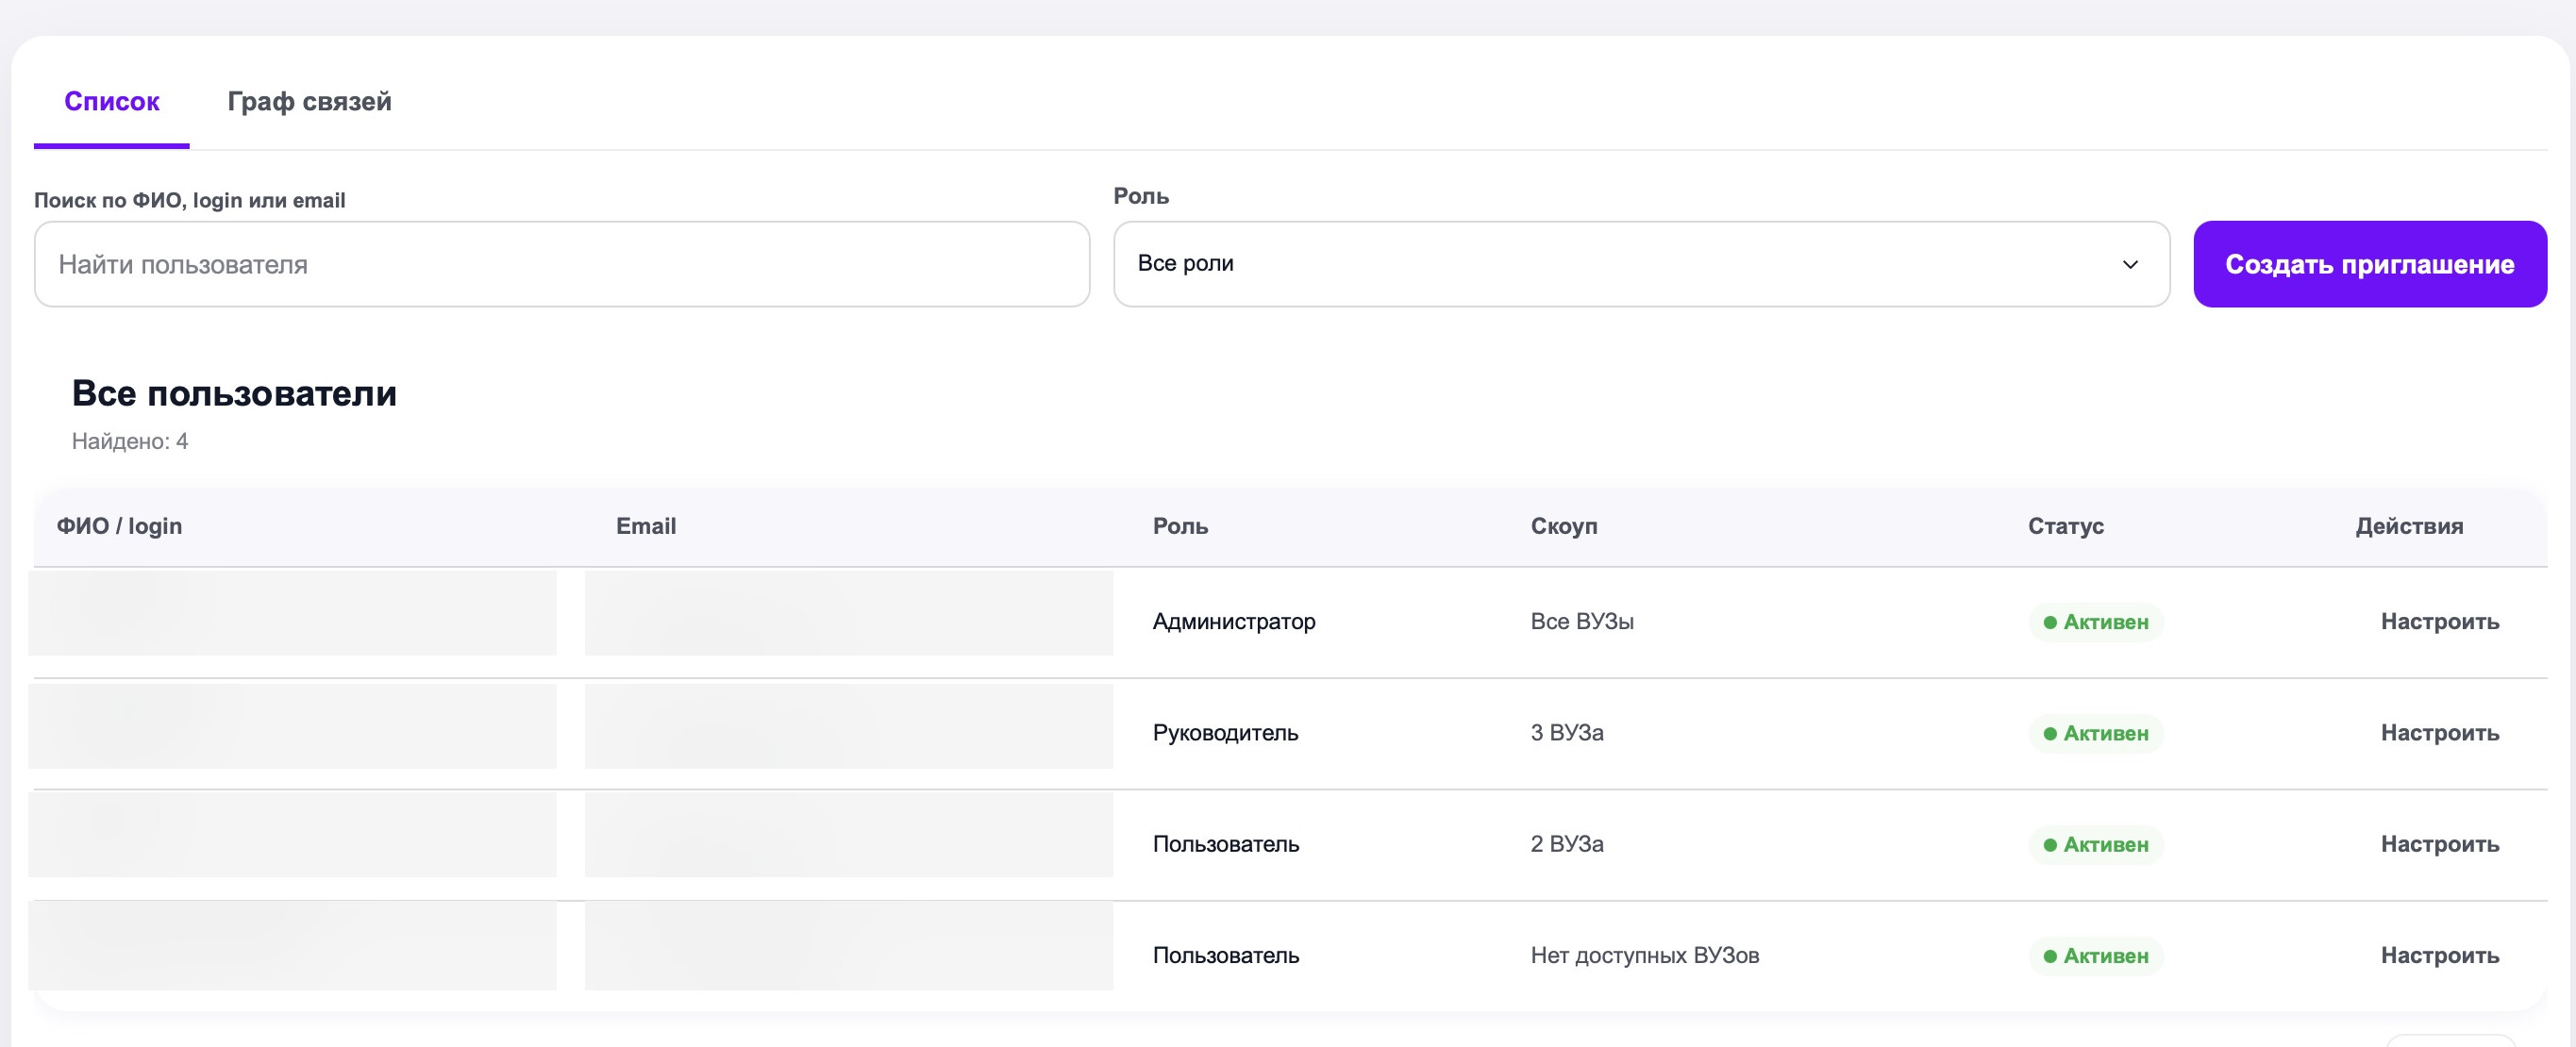 Список Граф связей
Поиск по ФИО, login или email Роль
Найти пользователя Все роли Создать приглашение
Все пользователи
Найдено: 4
ФИО / login Email Роль Скоуп Статус Действия
Администратор Все ВУЗы Активен Настроить
Руководитель 3 ВУЗа Активен Настроить
Пользователь 2 ВУЗа Активен Настроить
Пользователь Нет доступных ВУЗов Активен Настроить